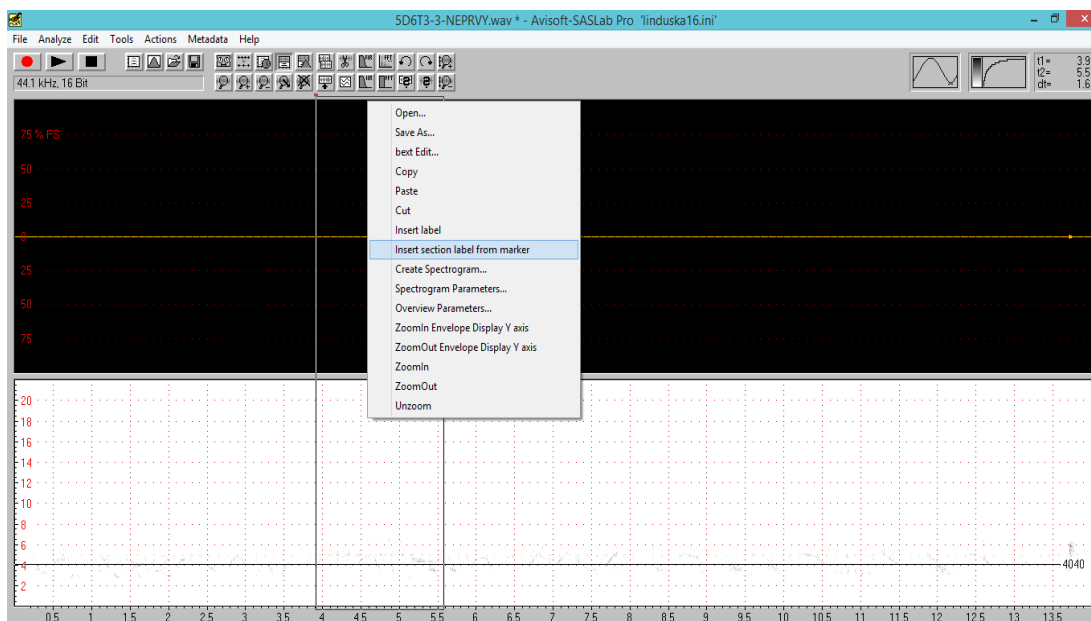 5D6T3-3-NEPRVY.wav * - Avisoft-SASLab Pro 'linduska16.ini'
File Analyze Edit Tools Actions Metadata Help
44.1 kHz, 16 Bit
t1= 3.9
t2= 5.5
dt= 1.6
75 % FS
50
25
0
25
50
75
Open...
Save As...
bext Edit...
Copy
Paste
Cut
Insert label
Insert section label from marker
Create Spectrogram...
Spectrogram Parameters...
Overview Parameters...
ZoomIn Envelope Display Y axis
ZoomOut Envelope Display Y axis
ZoomIn
ZoomOut
Unzoom
20
18
16
14
12
10
8
6
4
4040
2
0.5 1 1.5 2 2.5 3 3.5 4 4.5 5 5.5 6 6.5 7 7.5 8 8.5 9 9.5 10 10.5 11 11.5 12 12.5 13 13.5